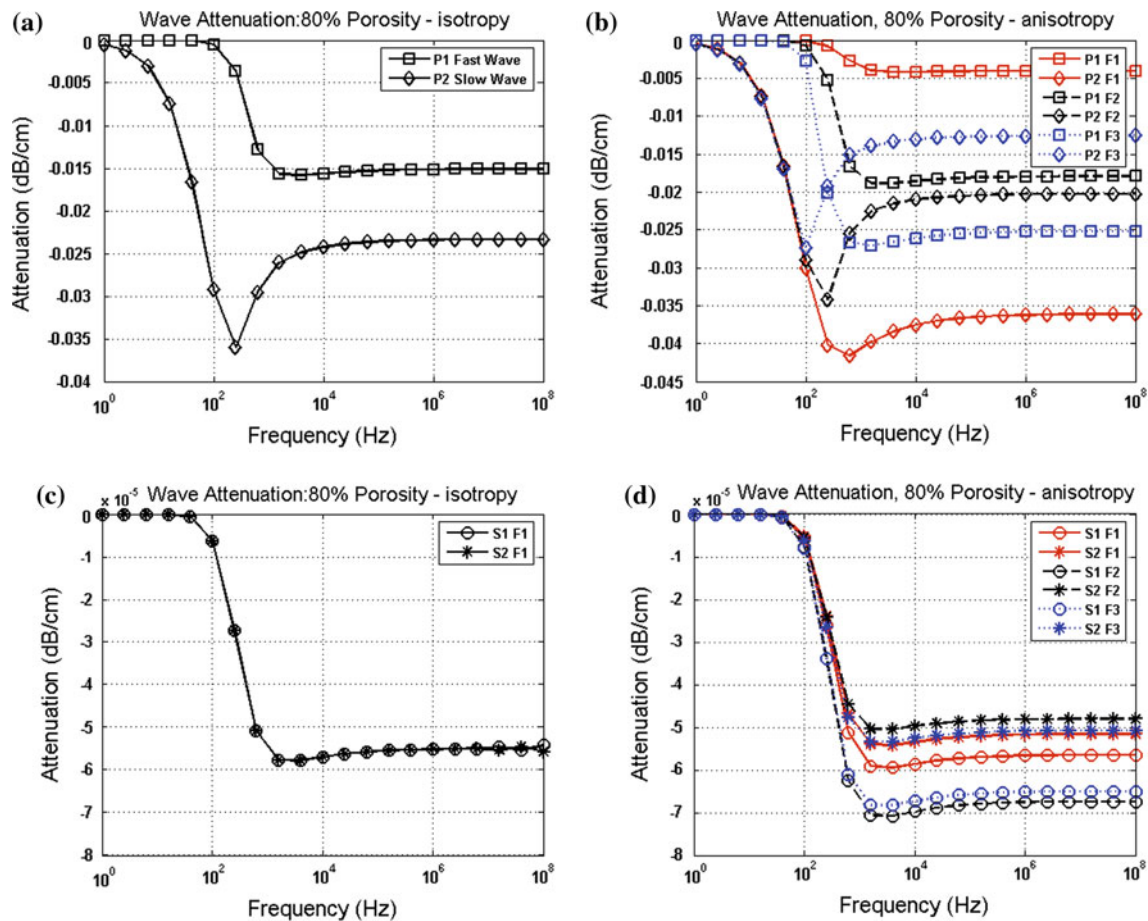 (a)
Wave Attenuation:80% Porosity - isotropy
P1 Fast Wave
P2 Slow Wave
0
-0.005
-0.01
-0.015
-0.02
-0.025
-0.03
-0.035
-0.04
Attenuation (dB/cm)
10^0
10^2
10^4
10^6
10^8
Frequency (Hz)
(b)
Wave Attenuation, 80% Porosity - anisotropy
P1 F1
P2 F1
P1 F2
P2 F2
P1 F3
P2 F3
0
-0.005
-0.01
-0.015
-0.02
-0.025
-0.03
-0.035
-0.04
-0.045
Attenuation (dB/cm)
10^0
10^2
10^4
10^6
10^8
Frequency (Hz)
(c)
x 10^-5
Wave Attenuation:80% Porosity - isotropy
S1 F1
S2 F1
0
-1
-2
-3
-4
-5
-6
-7
-8
Attenuation (dB/cm)
10^0
10^2
10^4
10^6
10^8
Frequency (Hz)
(d)
x 10^-5
Wave Attenuation, 80% Porosity - anisotropy
S1 F1
S2 F1
S1 F2
S2 F2
S1 F3
S2 F3
0
-1
-2
-3
-4
-5
-6
-7
-8
Attenuation (dB/cm)
10^0
10^2
10^4
10^6
10^8
Frequency (Hz)